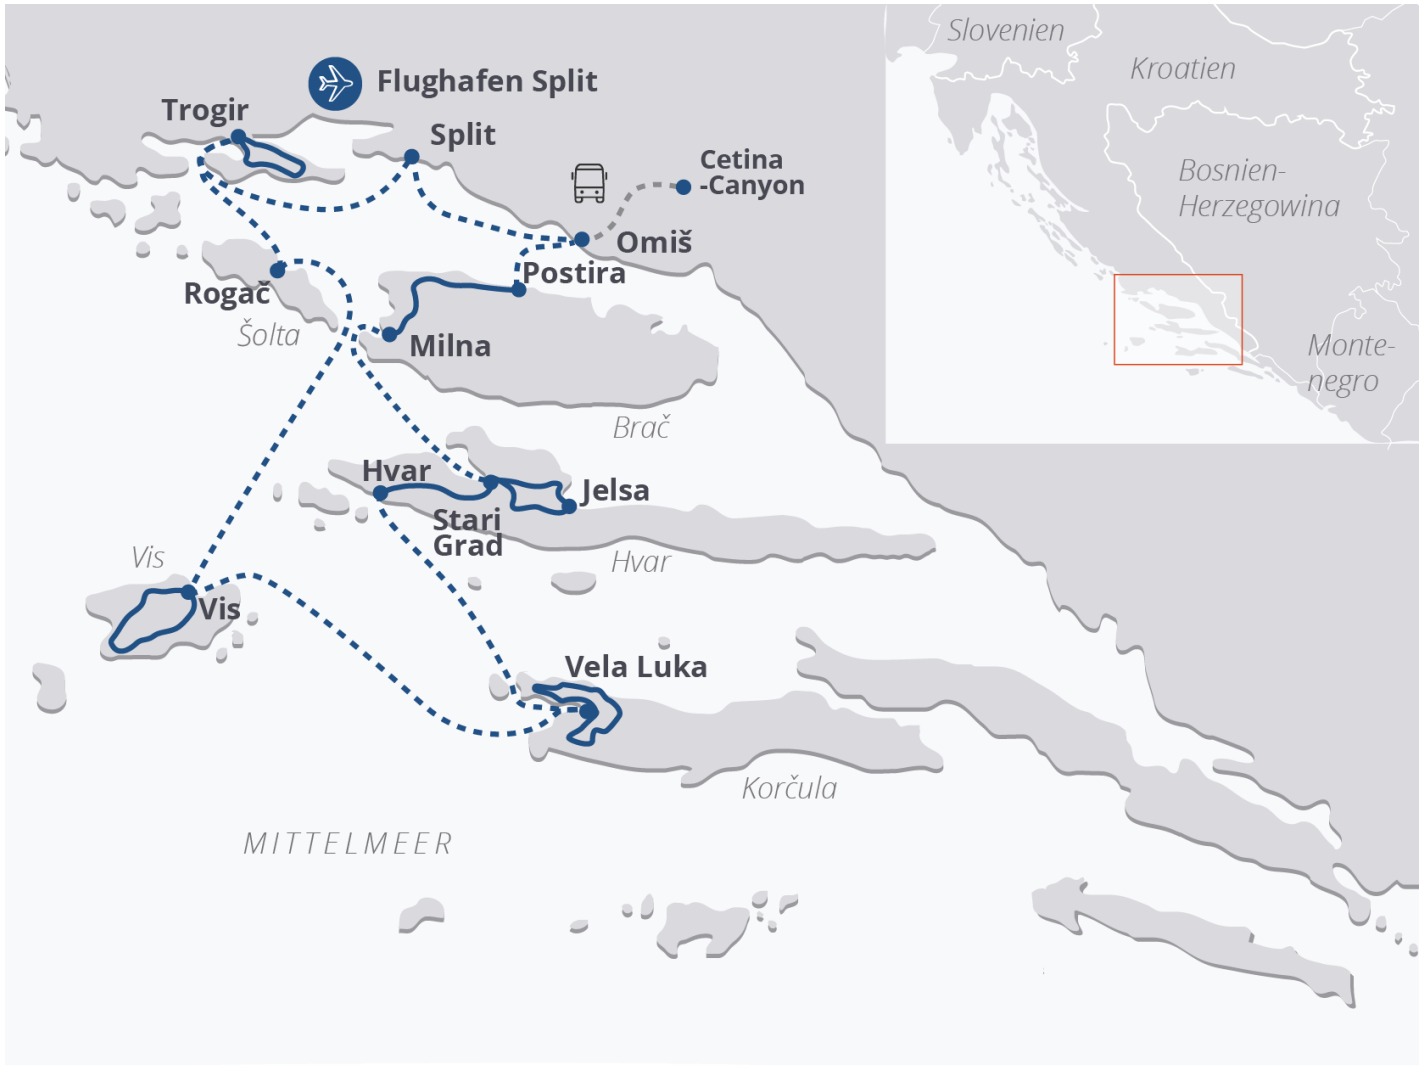 Slovenien
Kroatien
Flughafen Split
Trogir
Split
Cetina
-Canyon
Bosnien-
Herzegowina
Omiš
Postira
Rogač
Šolta
Milna
Monte-
negro
Brač
Hvar
Jelsa
Stari
Grad
Hvar
Vis
Vis
Vela Luka
Korčula
MITTELMEER